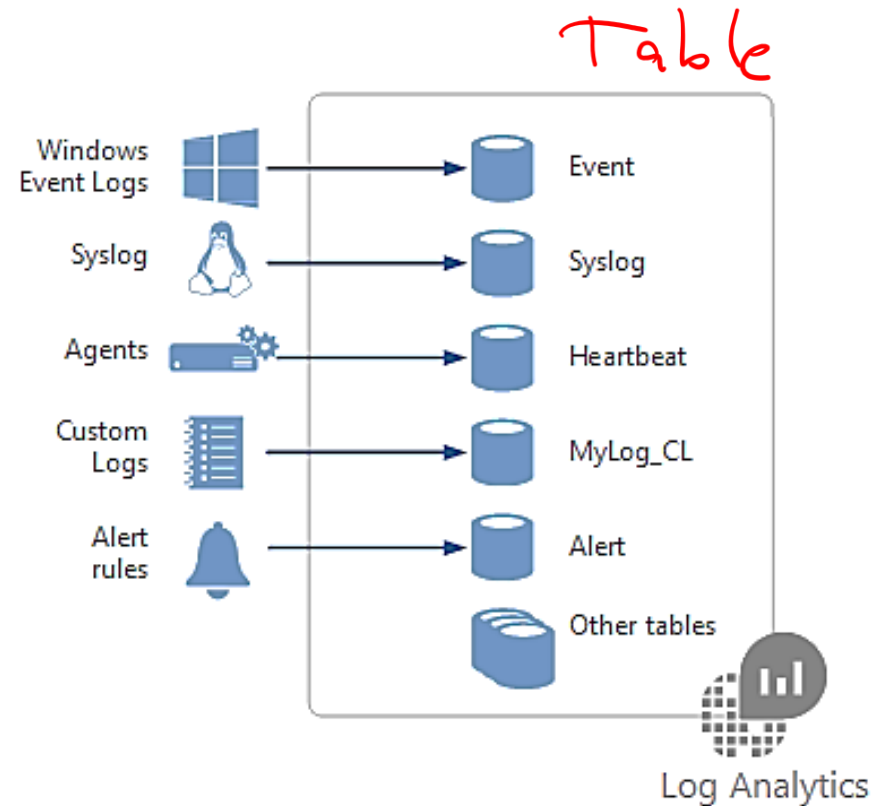 Table
Windows
Event Logs
Event
Syslog
Syslog
Agents
Heartbeat
Custom
Logs
MyLog_CL
Alert
rules
Alert
Other tables
Log Analytics